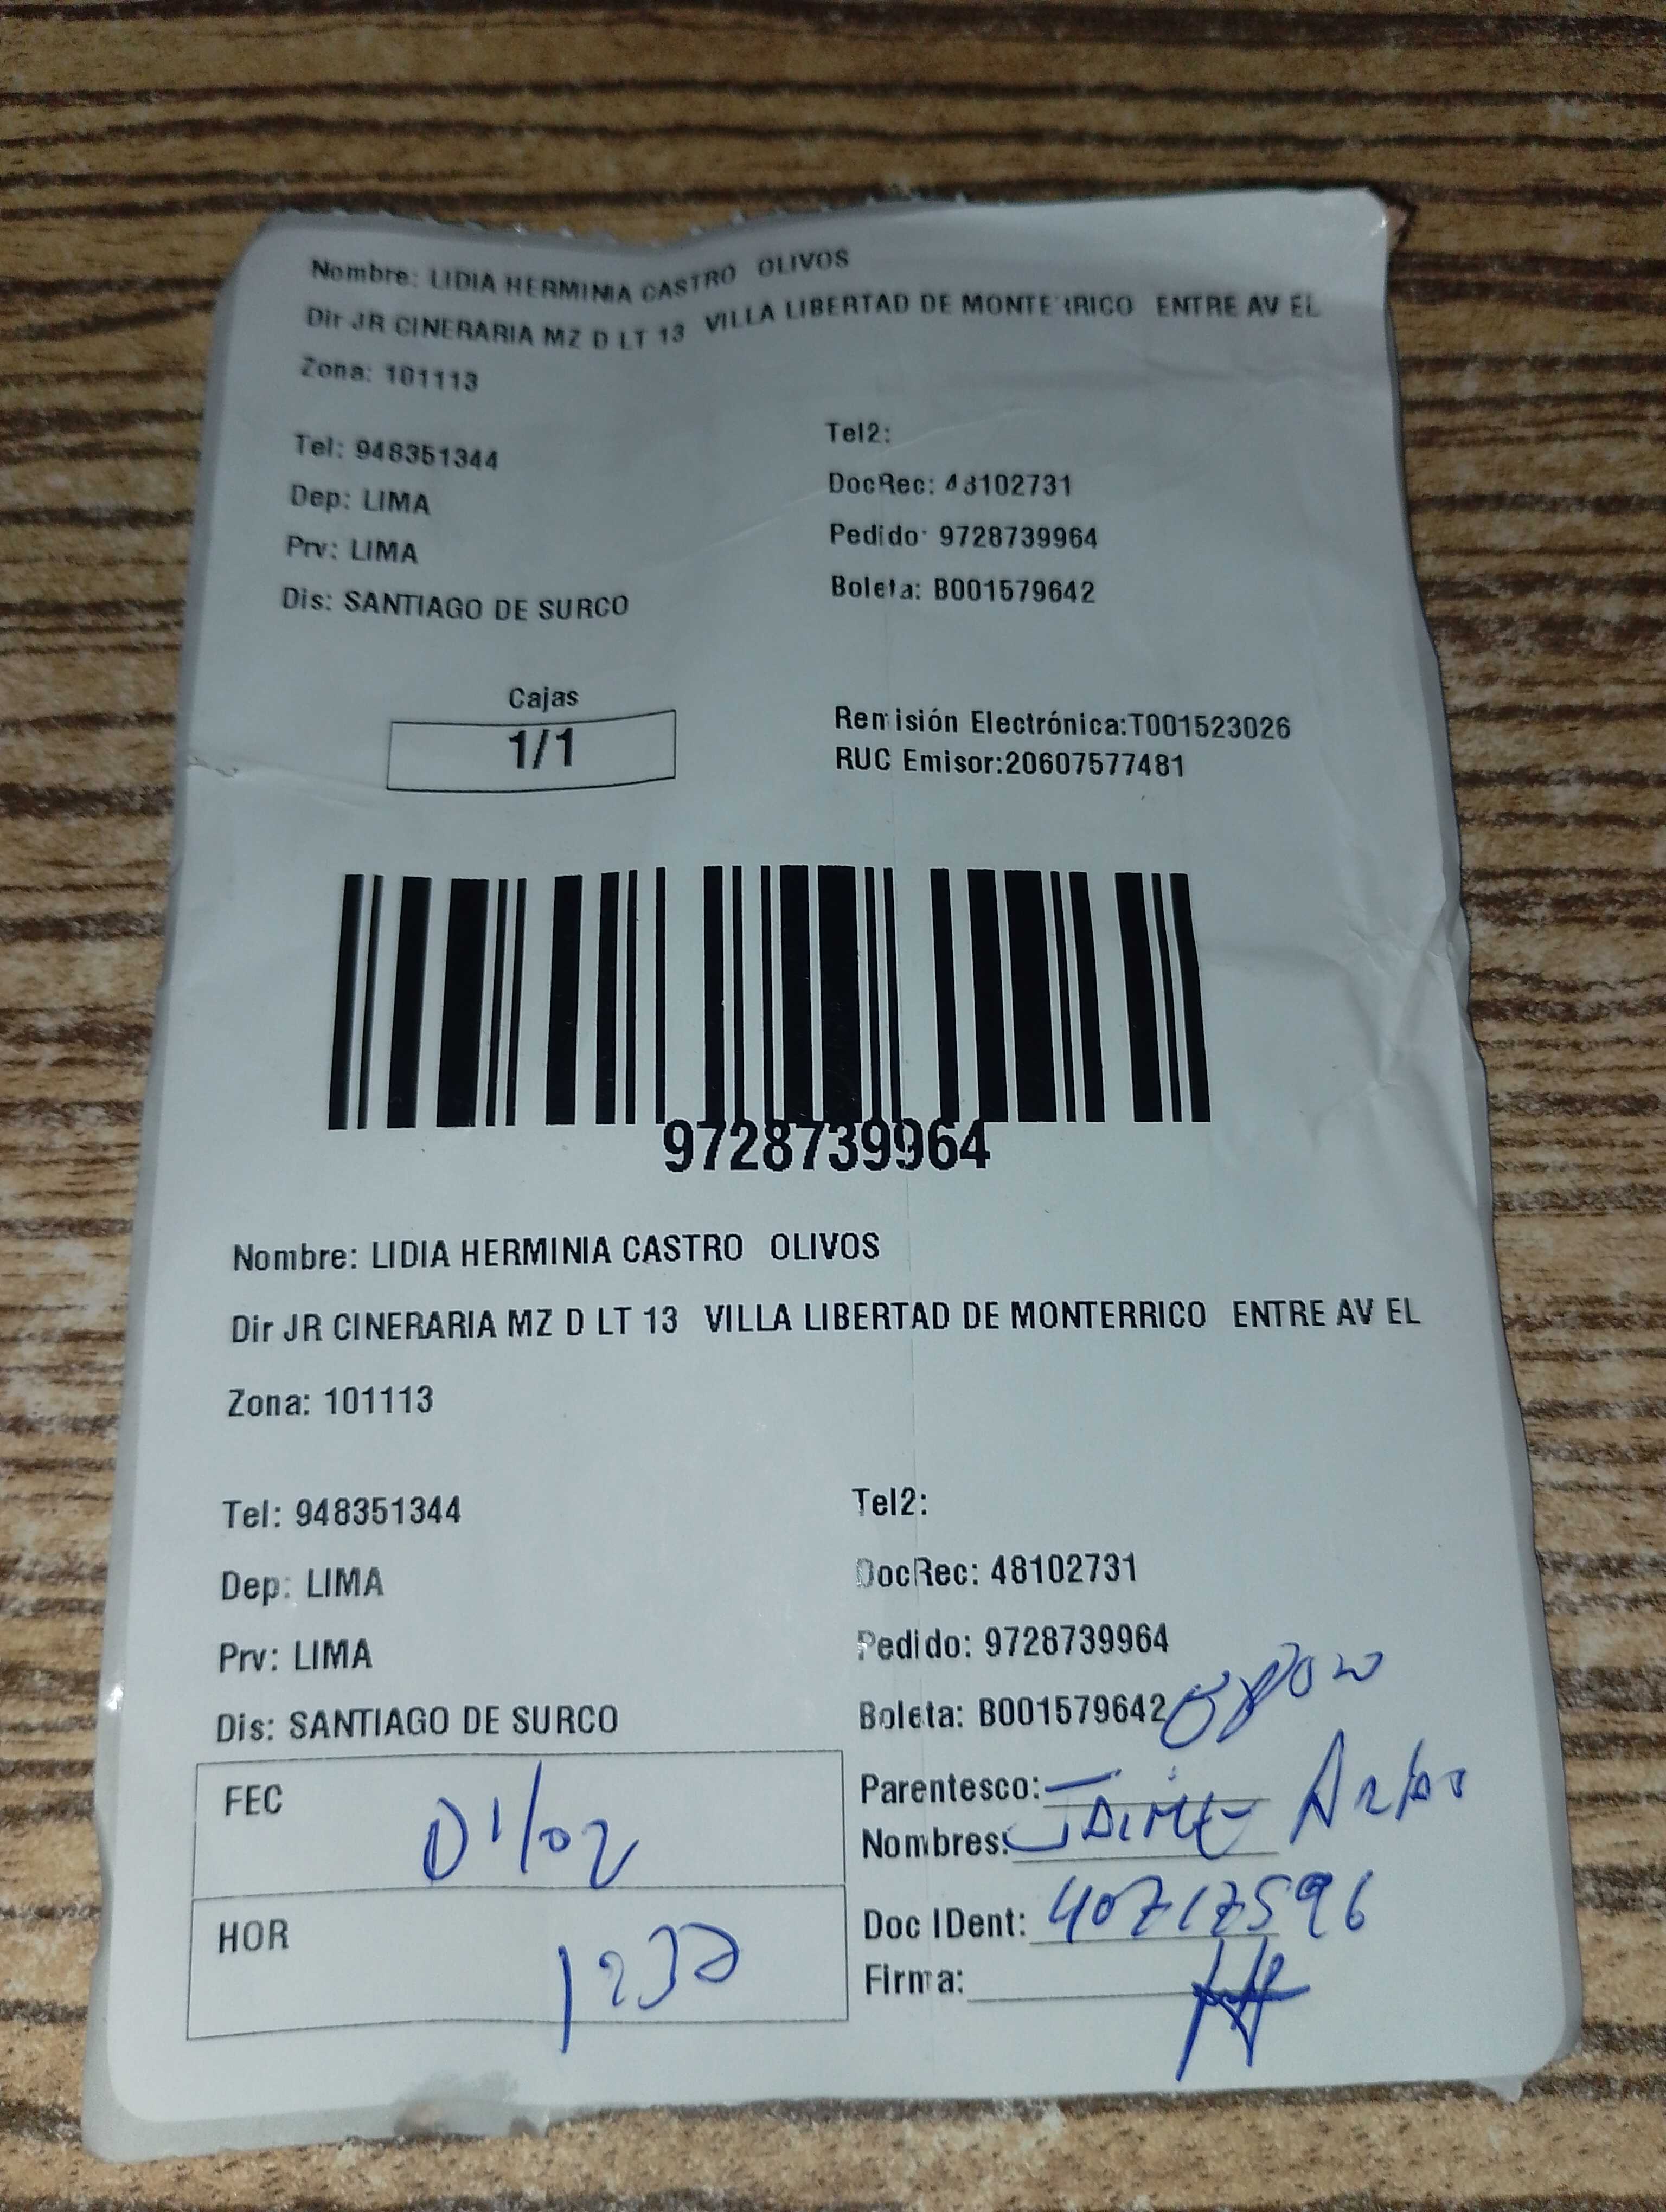 Nombre: LIDIA HERMINIA CASTRO OLIVOS
Dir JR CINERARIA MZ D LT 13 VILLA LIBERTAD DE MONTERRICO ENTRE AV EL
Zona: 101113
Tel: 948351344
Tel2:
Dep: LIMA
DocRec: 48102731
Prv: LIMA
Pedido: 9728739964
Dis: SANTIAGO DE SURCO
Boleta: B001579642
Cajas
1/1
Remisión Electrónica:T001523026
RUC Emisor:20607577481
9728739964
Nombre: LIDIA HERMINIA CASTRO OLIVOS
Dir JR CINERARIA MZ D LT 13 VILLA LIBERTAD DE MONTERRICO ENTRE AV EL
Zona: 101113
Tel: 948351344
Tel2:
Dep: LIMA
DocRec: 48102731
Prv: LIMA
Pedido: 9728739964
Dis: SANTIAGO DE SURCO
Boleta: B001579642
FEC 01/02
Parentesco:
Nombres: JAIME
HOR
Doc IDent: 40717596
Firma: